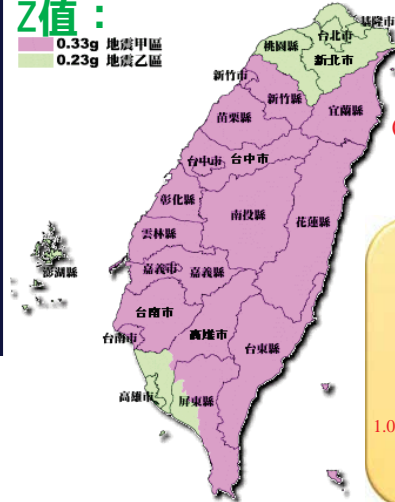 Z值：
0.33g 地震甲區
0.23g 地震乙區
基隆市
台北市
桃園縣
新北市
新竹市
新竹縣
宜蘭縣
苗栗縣
台中市
台中市
彰化縣
南投縣
花蓮縣
雲林縣
澎湖縣
嘉義市
嘉義縣
台南市
高雄市
台南市
台東縣
高雄市
屏東縣
1.0